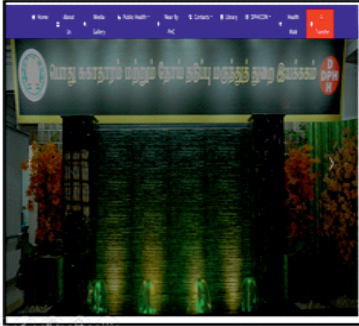 Home About Us Media Gallery Public Health Near By PHC Contacts Library DPHICON Health Walk E-Transfer
பொது சுகாதாரம் மற்றும் நோய் தடுப்பு மருந்துத் துறை இயக்ககம்
D
DPH
M